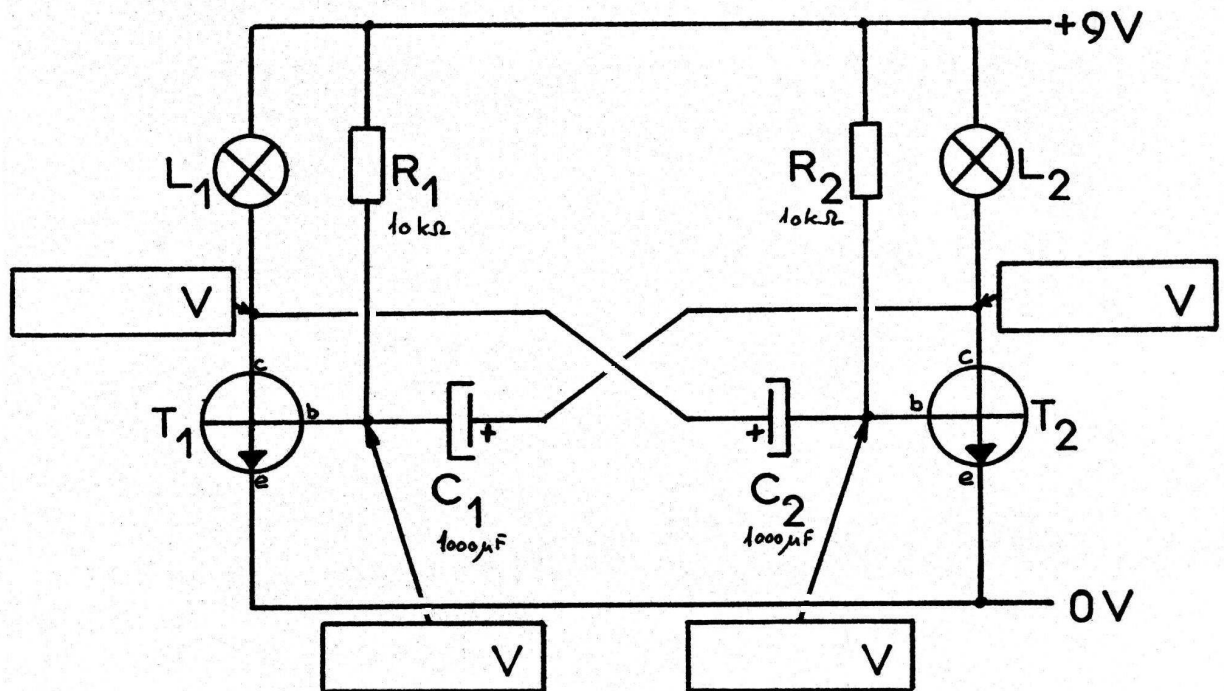 +9V
L1 R1 R2 L2
10kΩ 10kΩ
V V
c c
T1 b b T2
e e
+ +
C1 C2
1000µF 1000µF
0V
V V